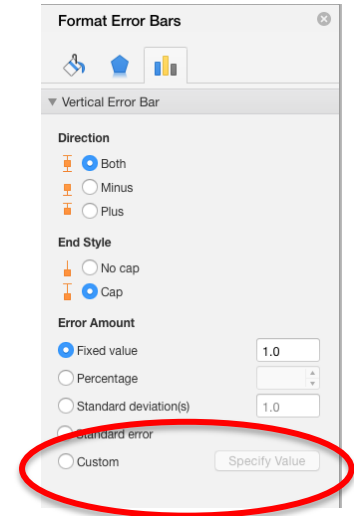 Format Error Bars
Vertical Error Bar
Direction
Both
Minus
Plus
End Style
No cap
Cap
Error Amount
Fixed value 1.0
Percentage
Standard deviation(s) 1.0
Standard error
Custom Specify Value